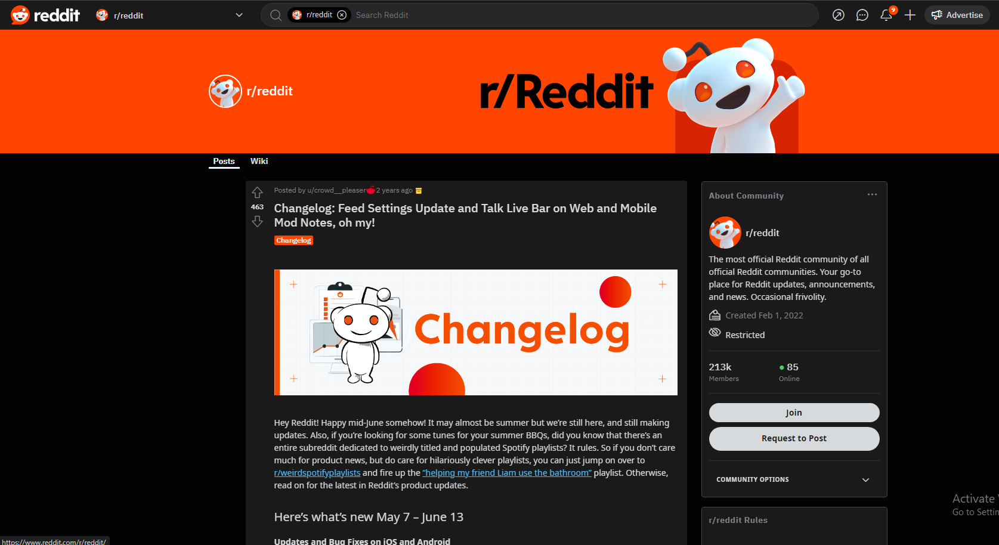 reddit
r/reddit
r/reddit
Search Reddit
9
Advertise
r/reddit
r/Reddit
Posts
Wiki
Posted by u/crowd__pleaser 2 years ago
463
Changelog: Feed Settings Update and Talk Live Bar on Web and Mobile
Mod Notes, oh my!
Changelog
Changelog
Hey Reddit! Happy mid-June somehow! It may almost be summer but we’re still here, and still making
updates. Also, if you’re looking for some tunes for your summer BBQs, did you know that there’s an
entire subreddit dedicated to weirdly titled and populated Spotify playlists? It rules. So if you don’t care
much for product news, but do care for hilariously clever playlists, you can just jump on over to
r/weirdspotifyplaylists and fire up the “helping my friend Liam use the bathroom” playlist. Otherwise,
read on for the latest in Reddit’s product updates.
Here’s what’s new May 7 – June 13
Updates and Bug Fixes on iOS and Android
About Community
r/reddit
The most official Reddit community of all
official Reddit communities. Your go-to
place for Reddit updates, announcements,
and news. Occasional frivolity.
Created Feb 1, 2022
Restricted
213k
Members
85
Online
Join
Request to Post
COMMUNITY OPTIONS
r/reddit Rules
Activate
Go to Settin
https://www.reddit.com/r/reddit/